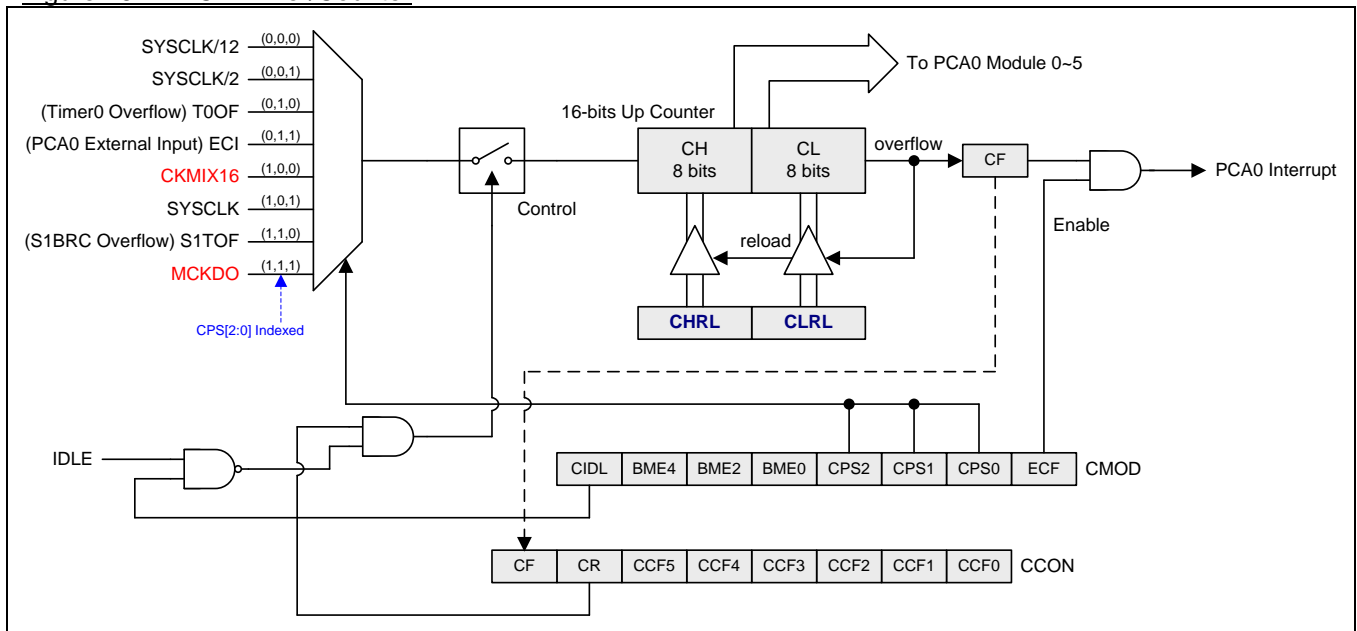 SYSCLK/12 (0,0,0)
SYSCLK/2 (0,0,1)
(Timer0 Overflow) T0OF (0,1,0)
(PCA0 External Input) ECI (0,1,1)
CKMIX16 (1,0,0)
SYSCLK (1,0,1)
(S1BRC Overflow) S1TOF (1,1,0)
MCKDO (1,1,1)
CPS[2:0] Indexed
Control
To PCA0 Module 0~5
16-bits Up Counter
CH
8 bits
CL
8 bits
overflow
CF
PCA0 Interrupt
Enable
reload
CHRL CLRL
IDLE
CIDL BME4 BME2 BME0 CPS2 CPS1 CPS0 ECF CMOD
CF CR CCF5 CCF4 CCF3 CCF2 CCF1 CCF0 CCON